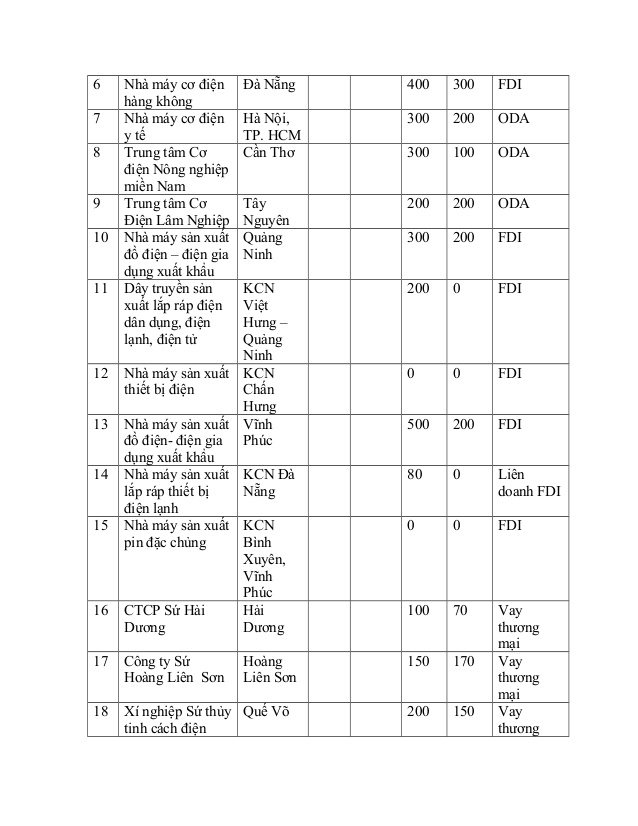 6 Nhà máy cơ điện Đà Nẵng 400 300 FDI
hàng không
7 Nhà máy cơ điện Hà Nội, 300 200 ODA
y tế TP. HCM
8 Trung tâm Cơ Cần Thơ 300 100 ODA
điện Nông nghiệp
miền Nam
9 Trung tâm Cơ Tây 200 200 ODA
Điện Lâm Nghiệp Nguyên
10 Nhà máy sản xuất Quảng 300 200 FDI
đồ điện – điện gia Ninh
dụng xuất khẩu
11 Dây truyền sản KCN 200 0 FDI
xuất lắp ráp điện Việt
dân dụng, điện Hưng –
lạnh, điện tử Quảng
Ninh
12 Nhà máy sản xuất KCN 0 0 FDI
thiết bị điện Chấn
Hưng
13 Nhà máy sản xuất Vĩnh 500 200 FDI
đồ điện- điện gia Phúc
dụng xuất khẩu
14 Nhà máy sản xuất KCN Đà 80 0 Liên
lắp ráp thiết bị Nẵng doanh FDI
điện lạnh
15 Nhà máy sản xuất KCN 0 0 FDI
pin đặc chủng Bình
Xuyên,
Vĩnh
Phúc
16 CTCP Sứ Hải Hải 100 70 Vay
Dương Dương thương
mại
17 Công ty Sứ Hoàng 150 170 Vay
Hoàng Liên Sơn Liên Sơn thương
mại
18 Xí nghiệp Sứ thủy Quế Võ 200 150 Vay
tinh cách điện thương